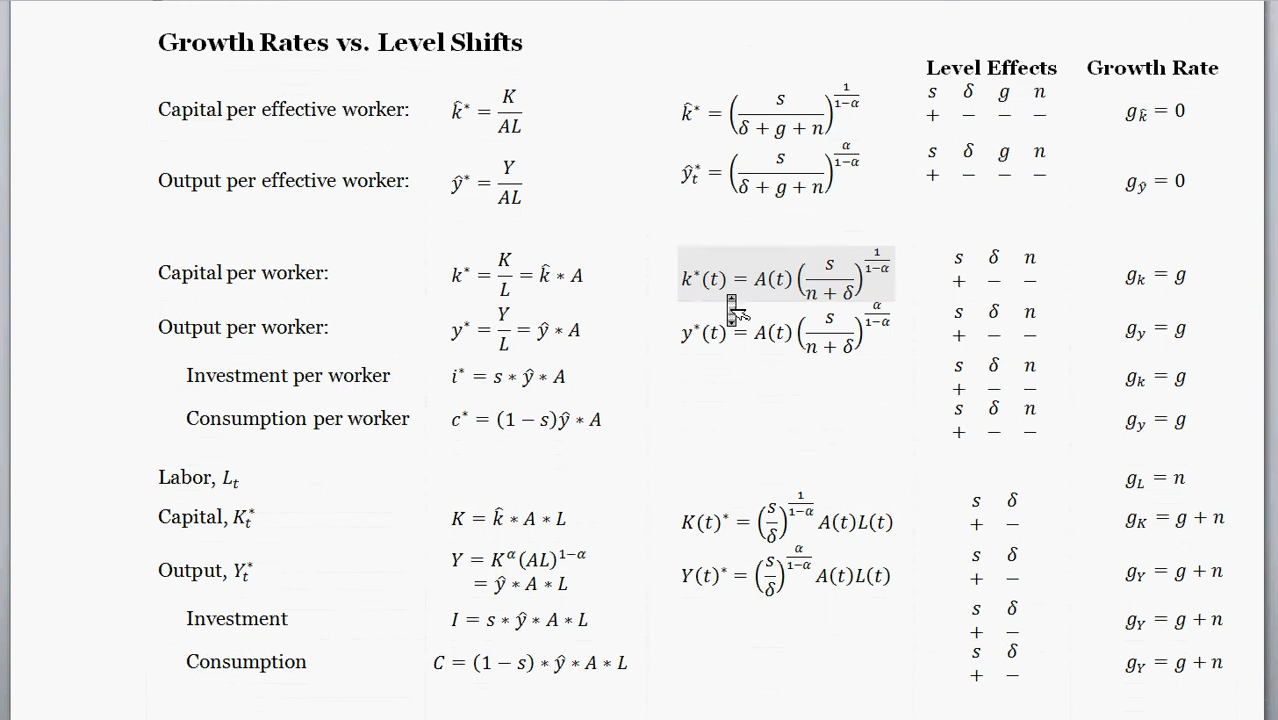 Growth Rates vs. Level Shifts
Level Effects Growth Rate
Capital per effective worker: k̂* = K/AL k̂* = (s/(δ + g + n))^(1/(1−α)) s δ g n g_k̂ = 0
+ − − −
Output per effective worker: ŷ* = Y/AL ŷ_t* = (s/(δ + g + n))^(α/(1−α)) s δ g n g_ŷ = 0
+ − − −
Capital per worker: k* = K/L = k̂ * A k*(t) = A(t) (s/(n + δ))^(1/(1−α)) s δ n g_k = g
+ − −
Output per worker: y* = Y/L = ŷ * A y*(t) = A(t) (s/(n + δ))^(α/(1−α)) s δ n g_y = g
+ − −
Investment per worker i* = s * ŷ * A s δ n g_k = g
+ − −
Consumption per worker c* = (1 − s)ŷ * A s δ n g_y = g
+ − −
Labor, L_t g_L = n
Capital, K_t* K = k̂ * A * L K(t)* = (s/δ)^(1/(1−α)) A(t)L(t) s δ g_K = g + n
+ −
Output, Y_t* Y = K^α(AL)^(1−α) Y(t)* = (s/δ)^(α/(1−α)) A(t)L(t) s δ g_Y = g + n
= ŷ * A * L + −
Investment I = s * ŷ * A * L s δ g_Y = g + n
+ −
Consumption C = (1 − s) * ŷ * A * L s δ g_Y = g + n
+ −